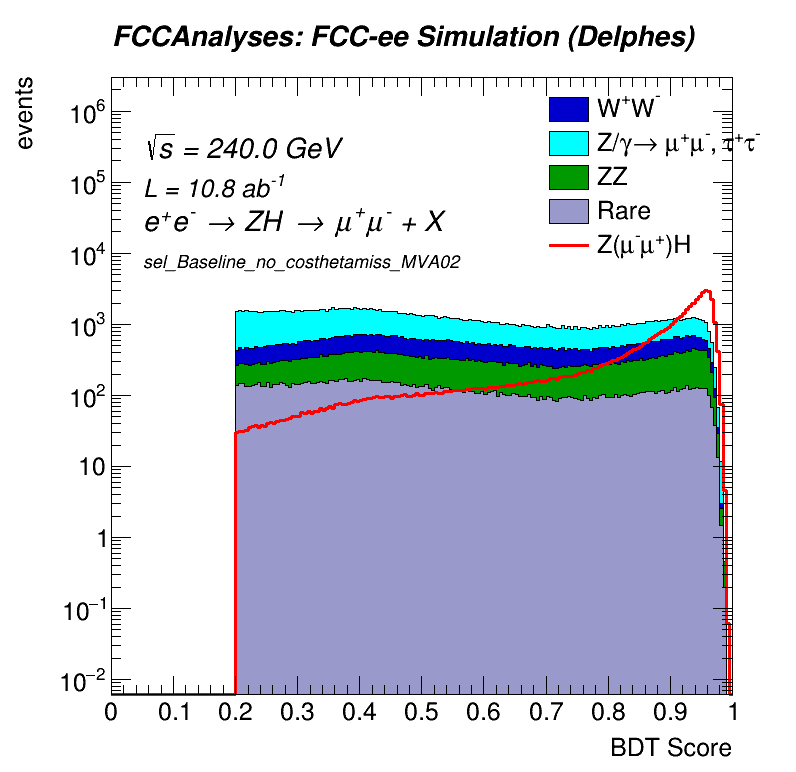 FCCAnalyses: FCC-ee Simulation (Delphes)
events
√s = 240.0 GeV
L = 10.8 ab⁻¹
e⁺e⁻ → ZH → μ⁺μ⁻ + X
sel_Baseline_no_costhetamiss_MVA02
W⁺W⁻
Z/γ→ μ⁺μ⁻, τ⁺τ⁻
ZZ
Rare
Z(μ⁻μ⁺)H
10⁶
10⁵
10⁴
10³
10²
10
1
10⁻¹
10⁻²
0 0.1 0.2 0.3 0.4 0.5 0.6 0.7 0.8 0.9 1
BDT Score